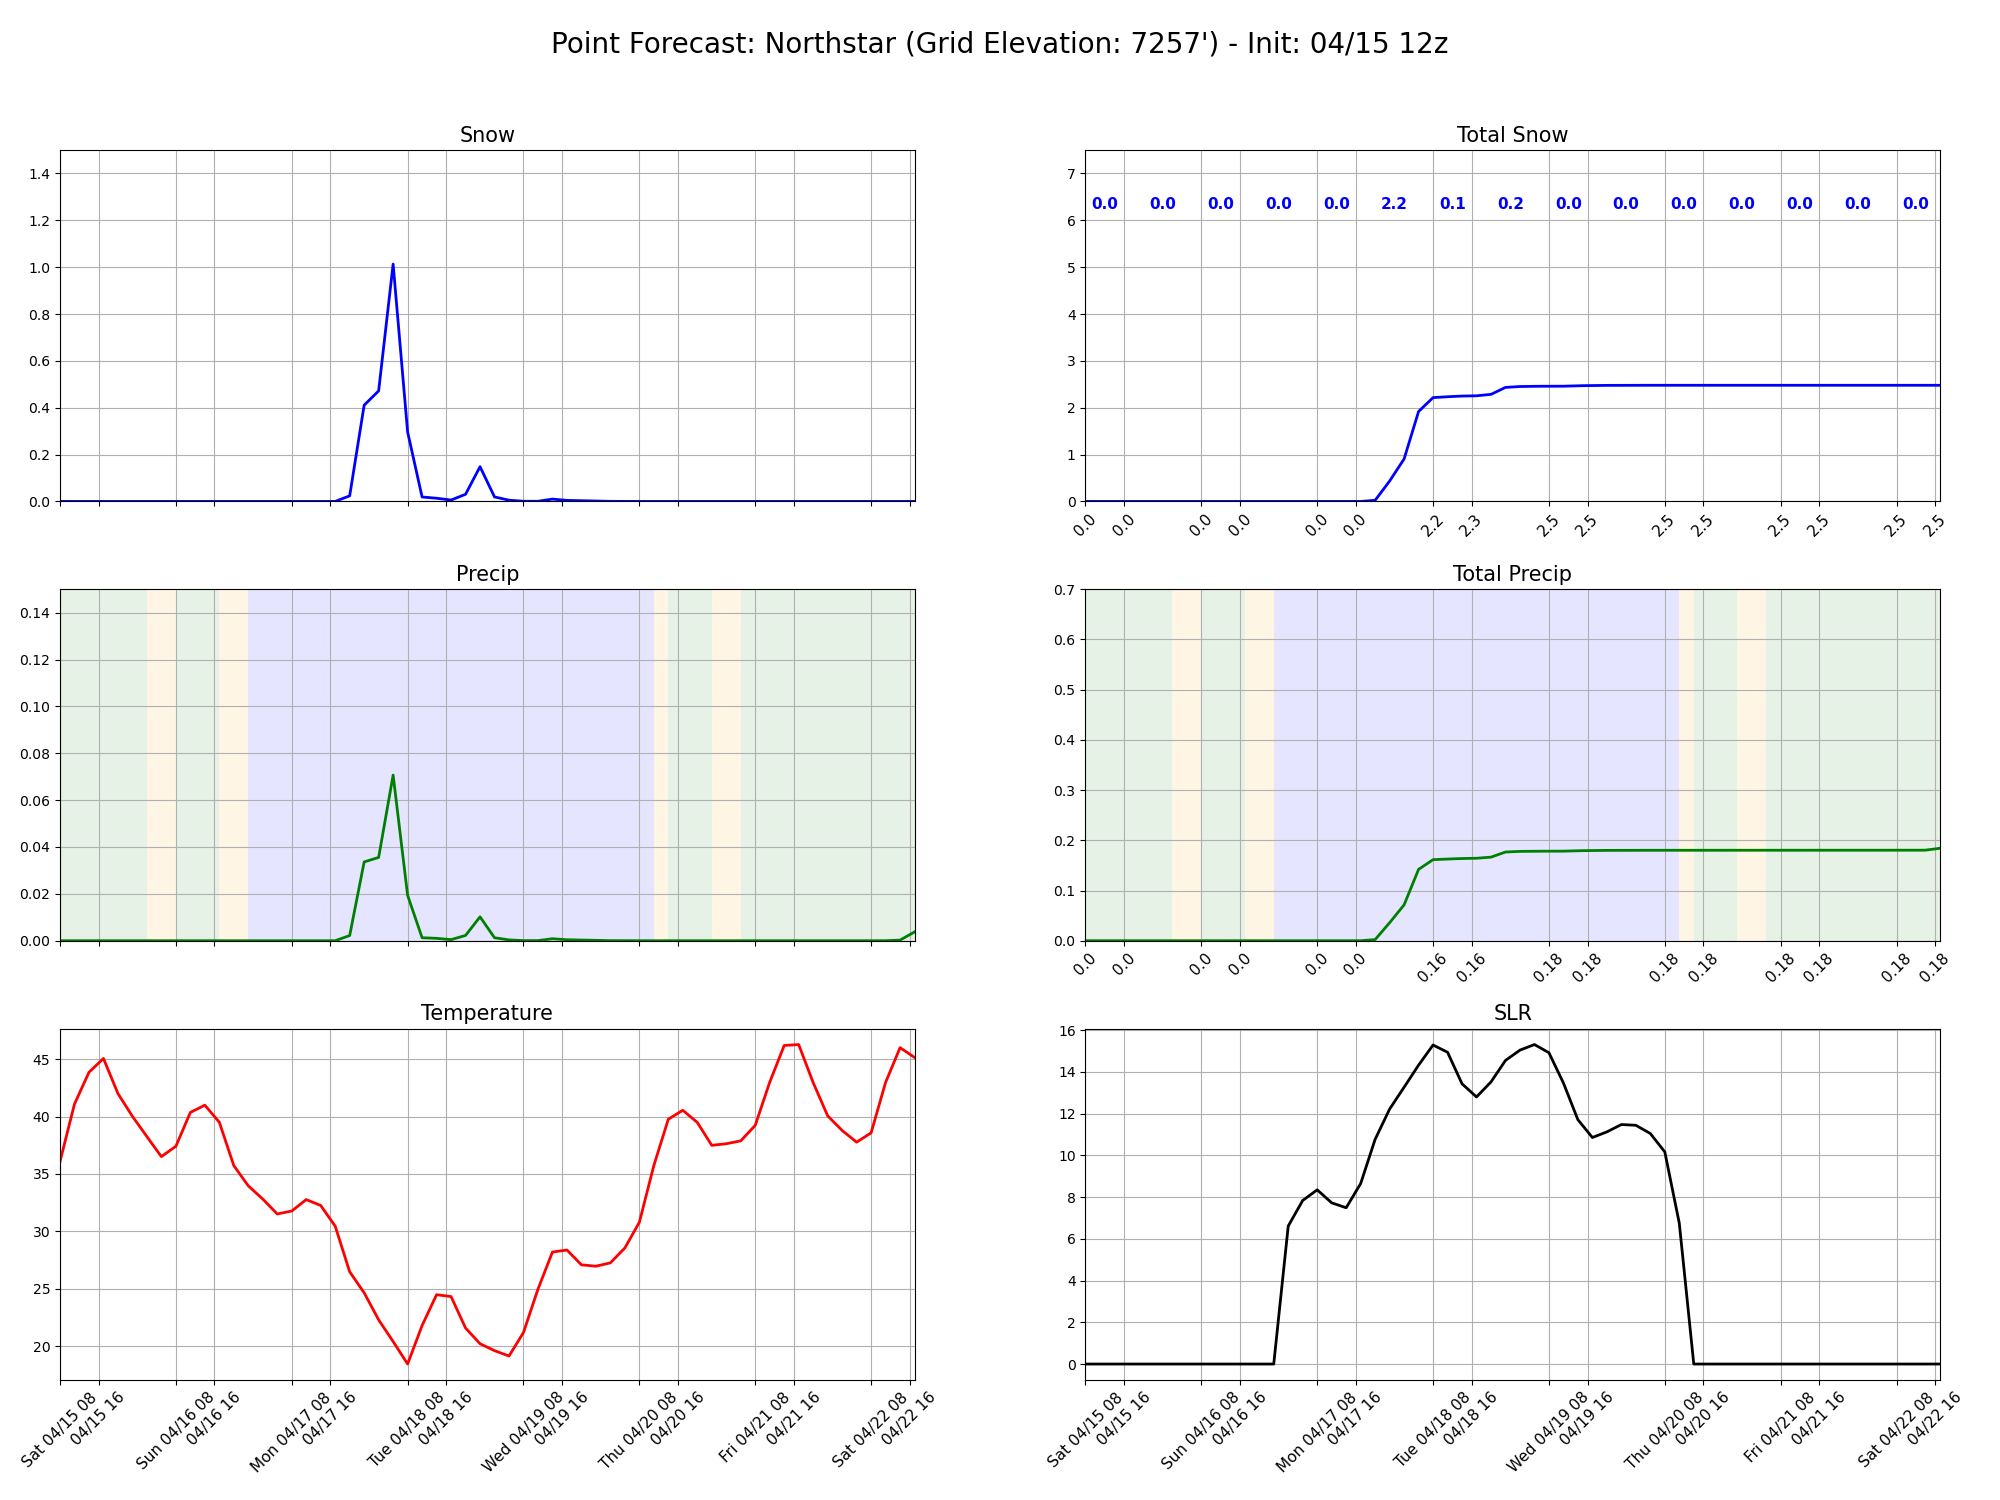 Point Forecast: Northstar (Grid Elevation: 7257') - Init: 04/15 12z
Snow
1.4
1.2
1.0
0.8
0.6
0.4
0.2
0.0
Total Snow
7
6
5
4
3
2
1
0
0.0 0.0 0.0 0.0 0.0 2.2 0.1 0.2 0.0 0.0 0.0 0.0 0.0 0.0 0.0
0.0 0.0 0.0 0.0 0.0 0.0 2.2 2.3 2.5 2.5 2.5 2.5 2.5 2.5 2.5 2.5
Precip
0.14
0.12
0.10
0.08
0.06
0.04
0.02
0.00
Total Precip
0.7
0.6
0.5
0.4
0.3
0.2
0.1
0.0
0.0 0.0 0.0 0.0 0.0 0.0 0.16 0.16 0.18 0.18 0.18 0.18 0.18 0.18 0.18 0.18
Temperature
45
40
35
30
25
20
Sat 04/15 08
04/15 16
Sun 04/16 08
04/16 16
Mon 04/17 08
04/17 16
Tue 04/18 08
04/18 16
Wed 04/19 08
04/19 16
Thu 04/20 08
04/20 16
Fri 04/21 08
04/21 16
Sat 04/22 08
04/22 16
SLR
16
14
12
10
8
6
4
2
0
Sat 04/15 08
04/15 16
Sun 04/16 08
04/16 16
Mon 04/17 08
04/17 16
Tue 04/18 08
04/18 16
Wed 04/19 08
04/19 16
Thu 04/20 08
04/20 16
Fri 04/21 08
04/21 16
Sat 04/22 08
04/22 16